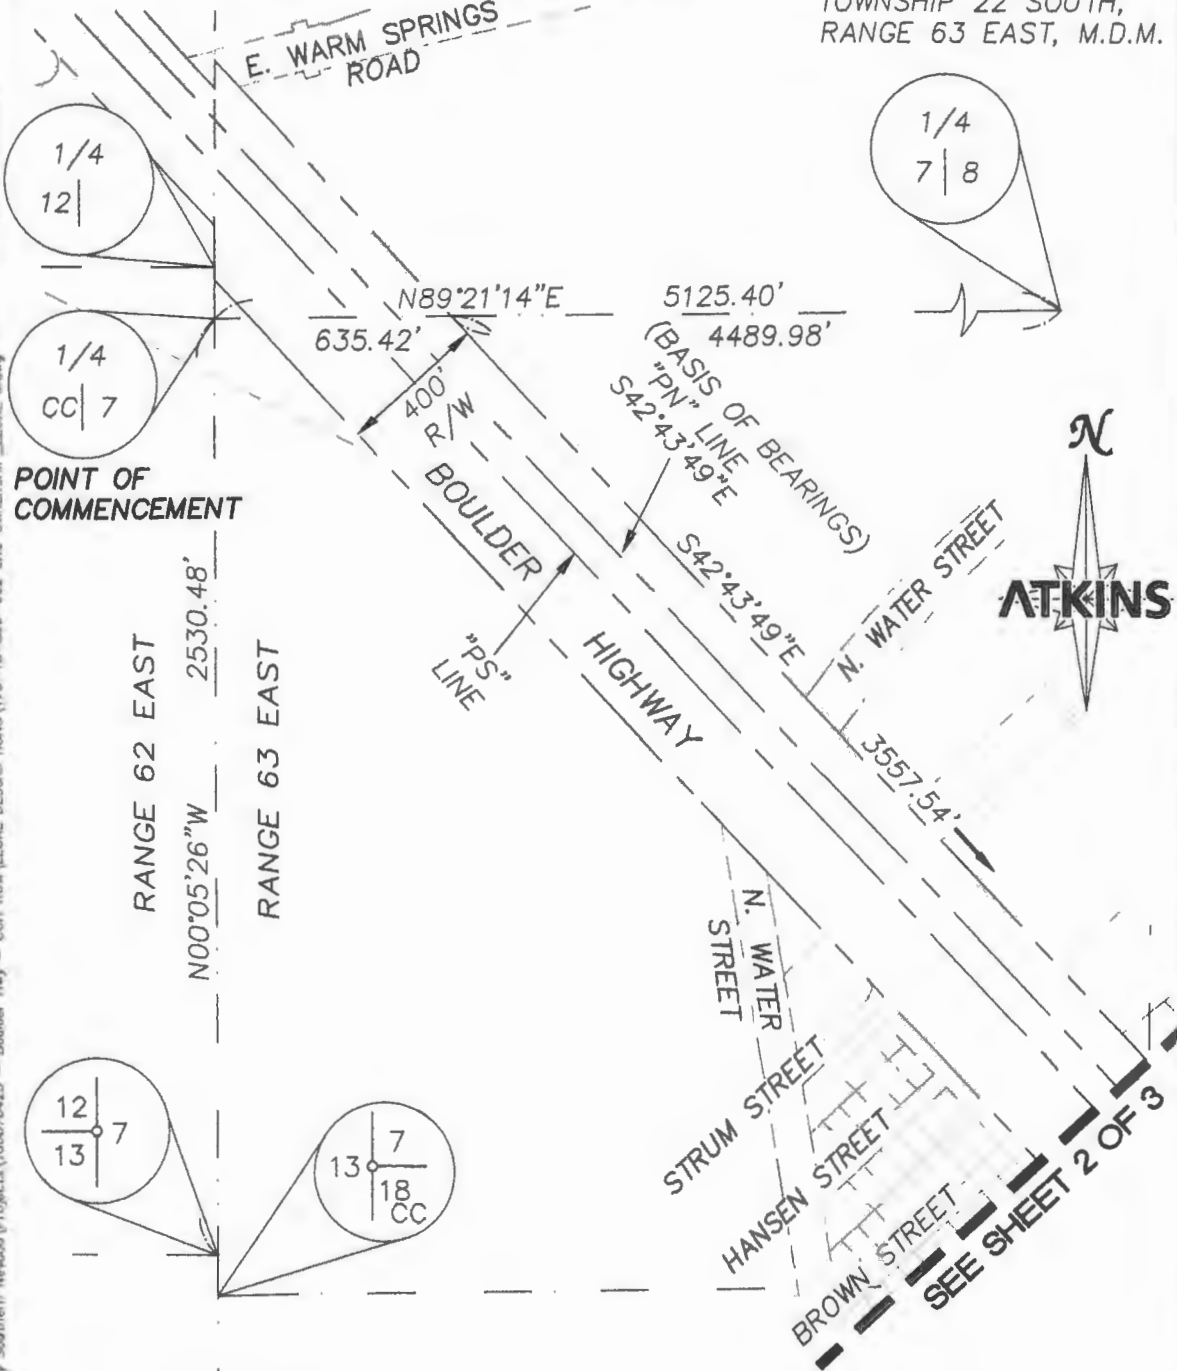 TOWNSHIP 22 SOUTH,
RANGE 63 EAST, M.D.M.
E. WARM SPRINGS
ROAD
1/4
12
1/4
7 8
N89°21'14"E
5125.40'
635.42'
4489.98'
1/4
CC 7
400'
R/W
(BASIS OF BEARINGS)
"PN" LINE
S42°43'49"E
N
POINT OF
COMMENCEMENT
BOULDER
HIGHWAY
S42°43'49"E
N. WATER STREET
ATKINS
"PS"
LINE
RANGE 62 EAST
N00°05'26"W 2530.48'
RANGE 63 EAST
3557.54'
N. WATER
STREET
12
7
13
7
13
18
CC
STRUM STREET
HANSEN STREET
BROWN STREET
SEE SHEET 2 OF 3